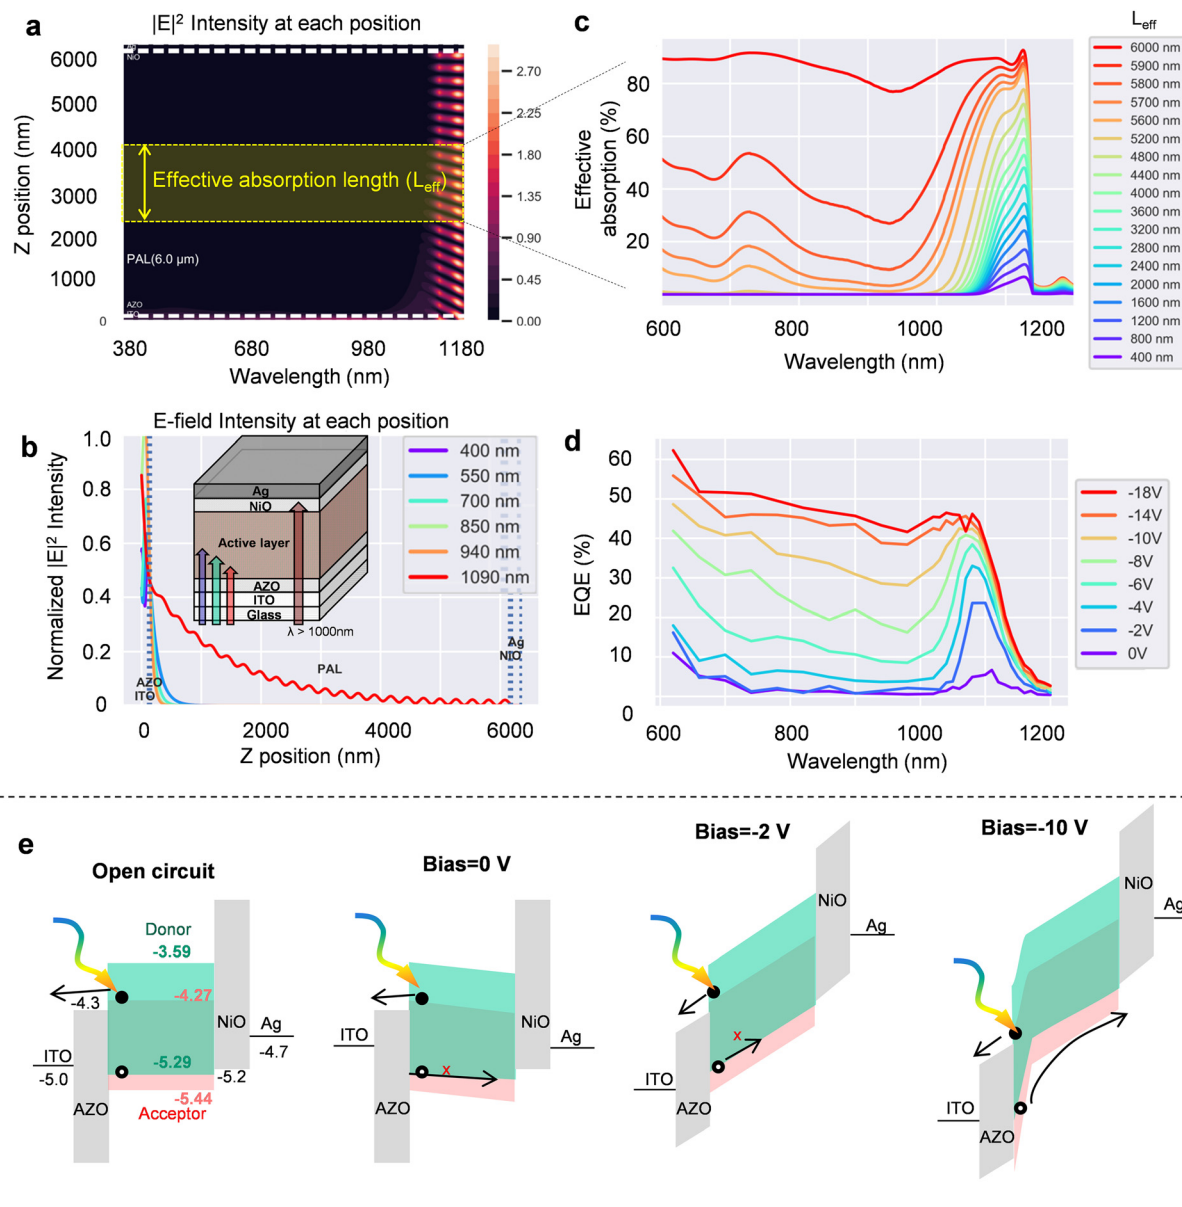 a
|E|² Intensity at each position
Z position (nm)
6000
5000
4000
3000
2000
1000
0
NiO
Effective absorption length (Leff)
PAL(6.0 μm)
AZO
ITO
380
680
980
1180
Wavelength (nm)
2.70
2.25
1.80
1.35
0.90
0.45
0.00
c
Effective
absorption (%)
80
60
40
20
600
800
1000
1200
Wavelength (nm)
Leff
6000 nm
5900 nm
5800 nm
5700 nm
5600 nm
5200 nm
4800 nm
4400 nm
4000 nm
3600 nm
3200 nm
2800 nm
2400 nm
2000 nm
1600 nm
1200 nm
800 nm
400 nm
b
E-field Intensity at each position
Normalized |E|² Intensity
1.0
0.8
0.6
0.4
0.2
0
Ag
NiO
Active layer
AZO
ITO
Glass
λ > 1000nm
400 nm
550 nm
700 nm
850 nm
940 nm
1090 nm
Ag
NiO
PAL
AZO
ITO
0
2000
4000
6000
Z position (nm)
d
EQE (%)
60
50
40
30
20
10
0
600
800
1000
1200
Wavelength (nm)
-18V
-14V
-10V
-8V
-6V
-4V
-2V
0V
e
Open circuit
Donor
-3.59
-4.3
-4.27
NiO
Ag
-4.7
ITO
-5.0
-5.29
-5.2
-5.44
AZO
Acceptor
Bias=0 V
NiO
Ag
ITO
x
AZO
Bias=-2 V
NiO
Ag
x
ITO
AZO
Bias=-10 V
NiO
Ag
ITO
AZO